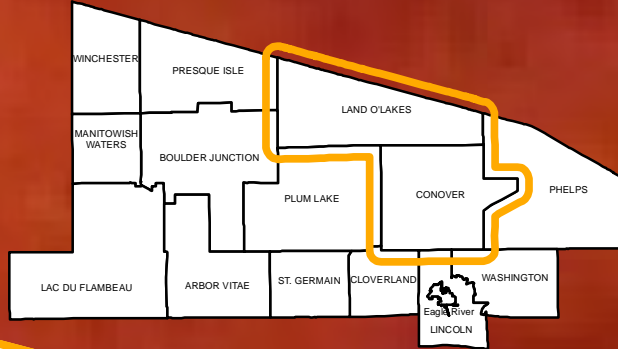 WINCHESTER
PRESQUE ISLE
LAND O'LAKES
MANITOWISH
WATERS
BOULDER JUNCTION
PHELPS
PLUM LAKE
CONOVER
LAC DU FLAMBEAU
ARBOR VITAE
ST. GERMAIN
CLOVERLAND
WASHINGTON
Eagle River
LINCOLN